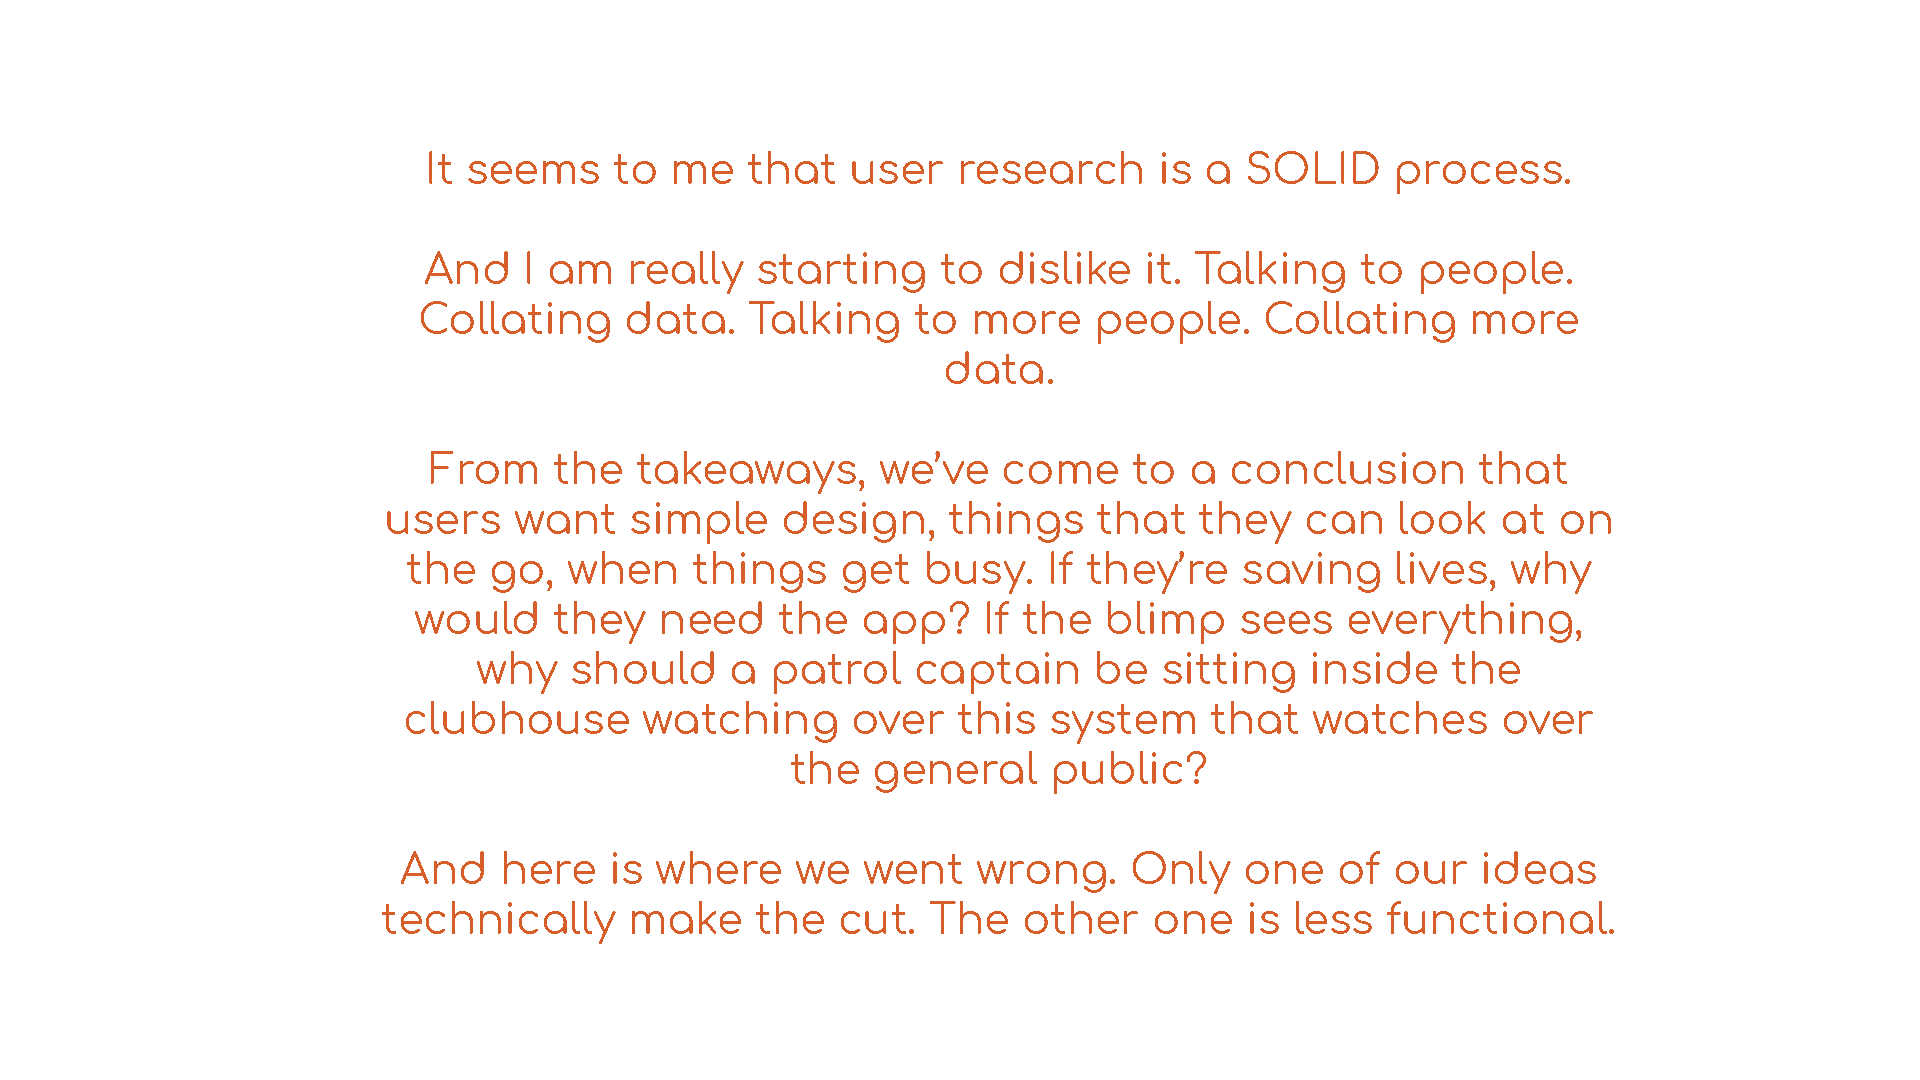 It seems to me that user research is a SOLID process.
And I am really starting to dislike it. Talking to people.
Collating data. Talking to more people. Collating more
data.
From the takeaways, we’ve come to a conclusion that
users want simple design, things that they can look at on
the go, when things get busy. If they’re saving lives, why
would they need the app? If the blimp sees everything,
why should a patrol captain be sitting inside the
clubhouse watching over this system that watches over
the general public?
And here is where we went wrong. Only one of our ideas
technically make the cut. The other one is less functional.